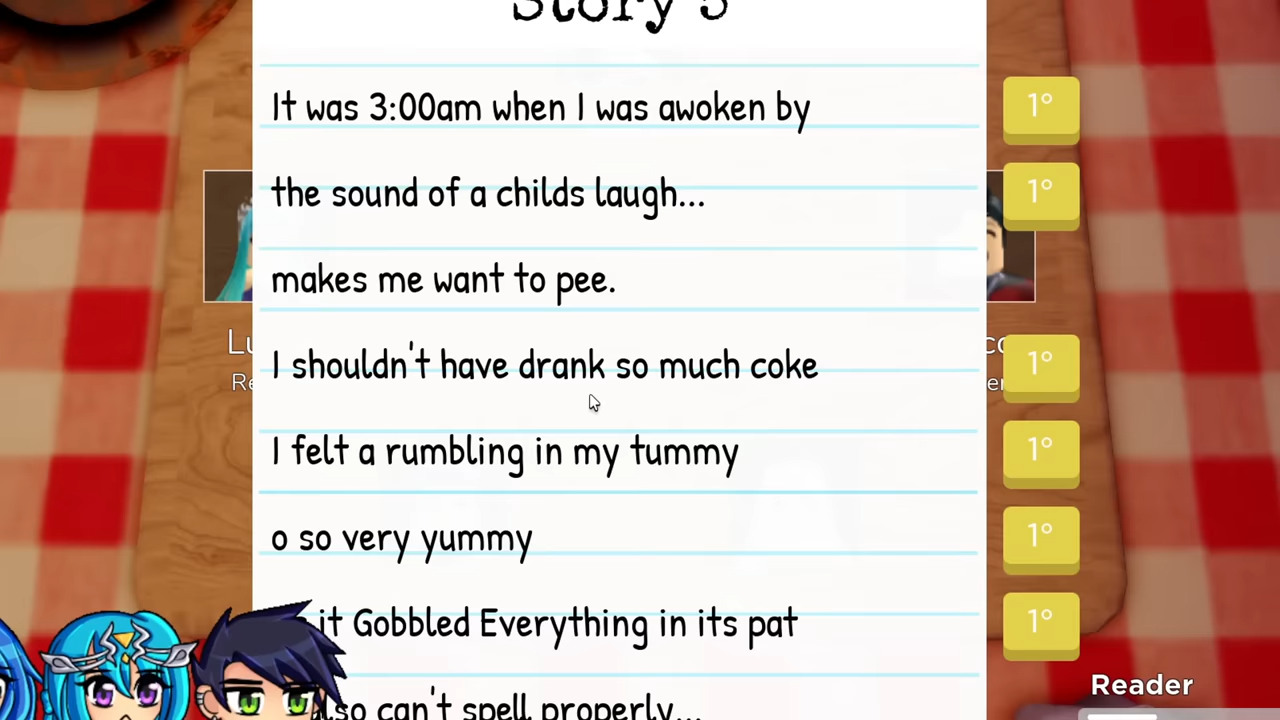 Story 5
It was 3:00am when I was awoken by
1°
the sound of a childs laugh...
1°
makes me want to pee.
I shouldn't have drank so much coke
1°
I felt a rumbling in my tummy
1°
o so very yummy
1°
it Gobbled Everything in its pat
1°
can't spell properly...
Reader